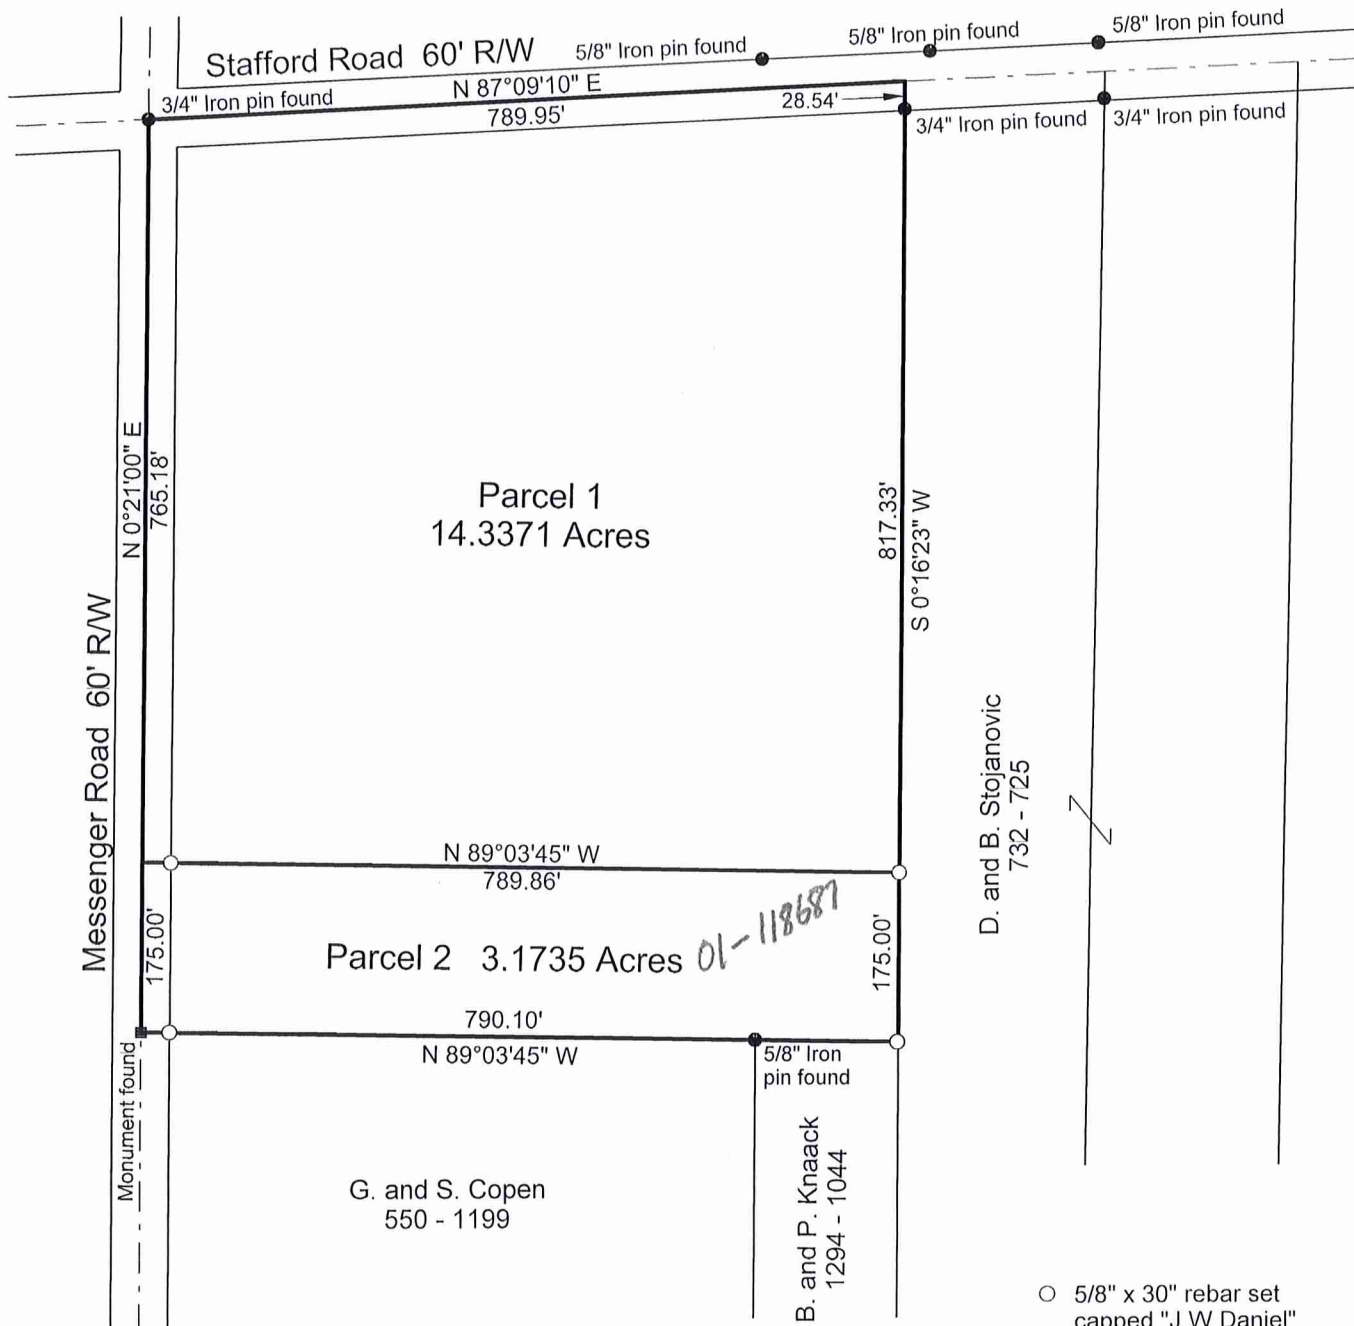 Stafford Road 60' R/W
5/8" Iron pin found
5/8" Iron pin found
5/8" Iron pin found
3/4" Iron pin found
N 87°09'10" E
789.95'
28.54'
3/4" Iron pin found
3/4" Iron pin found
N 0°21'00" E
765.18'
Parcel 1
14.3371 Acres
817.33'
S 0°16'23" W
Messenger Road 60' R/W
D. and B. Stojanovic
732 - 725
N 89°03'45" W
789.86'
175.00'
Parcel 2 3.1735 Acres
01-118687
175.00'
790.10'
N 89°03'45" W
5/8" Iron
pin found
Monument found
G. and S. Copen
550 - 1199
B. and P. Knaack
1294 - 1044
5/8" x 30" rebar set
capped "J W Daniel"